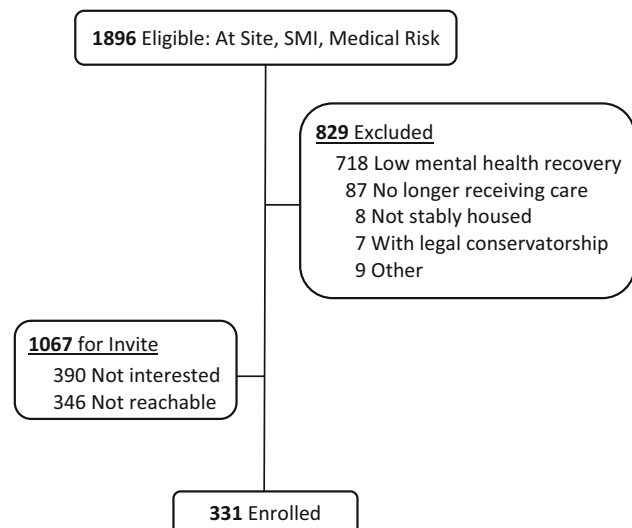 1896 Eligible: At Site, SMI, Medical Risk
829 Excluded
718 Low mental health recovery
87 No longer receiving care
8 Not stably housed
7 With legal conservatorship
9 Other
1067 for Invite
390 Not interested
346 Not reachable
331 Enrolled